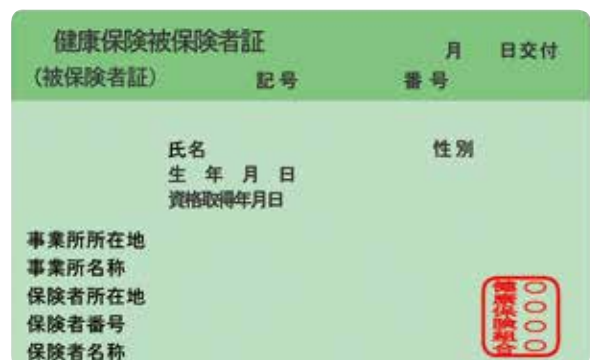 健康保険被保険者証 月 日交付
(被保険者証) 記号 番号
氏名 性別
生 年 月 日
資格取得年月日
事業所所在地
事業所名称
保険者所在地
保険者番号
保険者名称
○○○○
健康保険組合